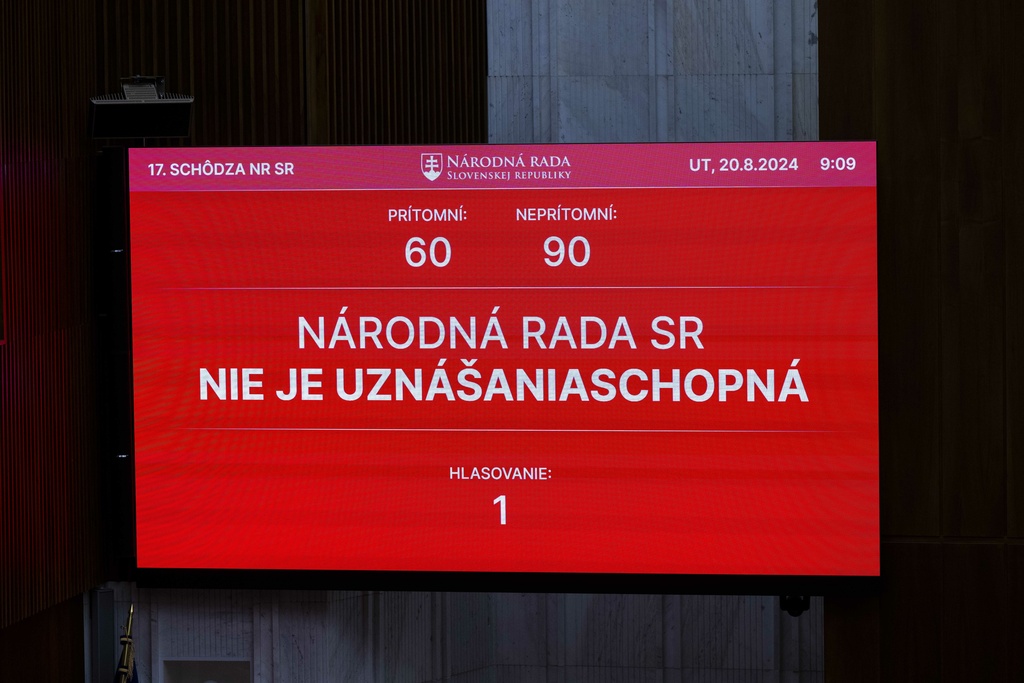 17. SCHÔDZA NR SR
NÁRODNÁ RADA
SLOVENSKEJ REPUBLIKY
UT, 20.8.2024 9:09
PRÍTOMNÍ: NEPRÍTOMNÍ:
60 90
NÁRODNÁ RADA SR
NIE JE UZNÁŠANIASCHOPNÁ
HLASOVANIE:
1